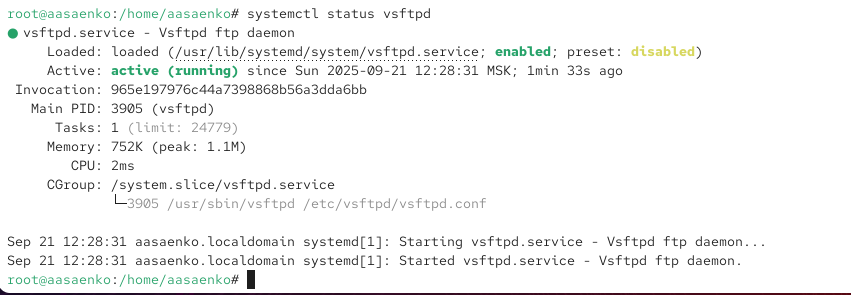 root@aasaenko:/home/aasaenko# systemctl status vsftpd
● vsftpd.service - Vsftpd ftp daemon
     Loaded: loaded (/usr/lib/systemd/system/vsftpd.service; enabled; preset: disabled)
     Active: active (running) since Sun 2025-09-21 12:28:31 MSK; 1min 33s ago
 Invocation: 965e197976c44a7398868b56a3dda6bb
   Main PID: 3905 (vsftpd)
      Tasks: 1 (limit: 24779)
     Memory: 752K (peak: 1.1M)
        CPU: 2ms
     CGroup: /system.slice/vsftpd.service
             └─3905 /usr/sbin/vsftpd /etc/vsftpd/vsftpd.conf

Sep 21 12:28:31 aasaenko.localdomain systemd[1]: Starting vsftpd.service - Vsftpd ftp daemon...
Sep 21 12:28:31 aasaenko.localdomain systemd[1]: Started vsftpd.service - Vsftpd ftp daemon.
root@aasaenko:/home/aasaenko#